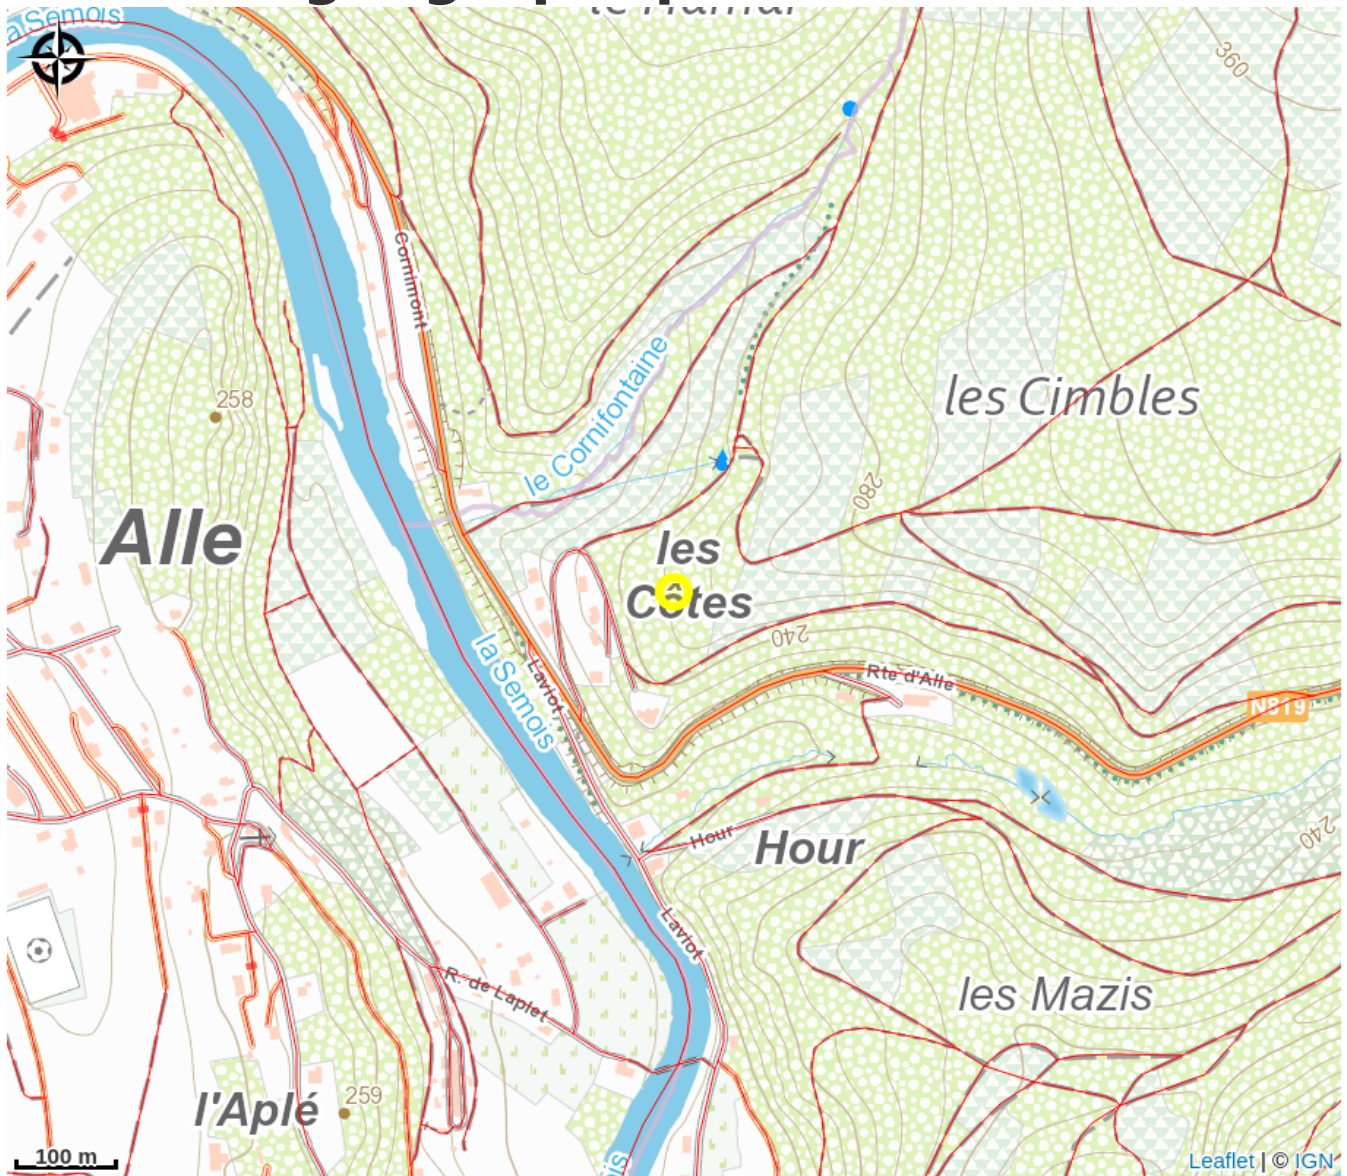 la Semois
360
Cornimont
le Cornifontaine
258
les Cimbles
280
Alle
les
Côtes
240
la Semois
Laviot
Rte d'Alle
N819
Hour
Hour
240
Laviot
R. de Laplet
les Mazis
l'Aplé
259
100 m
Leaflet | © IGN